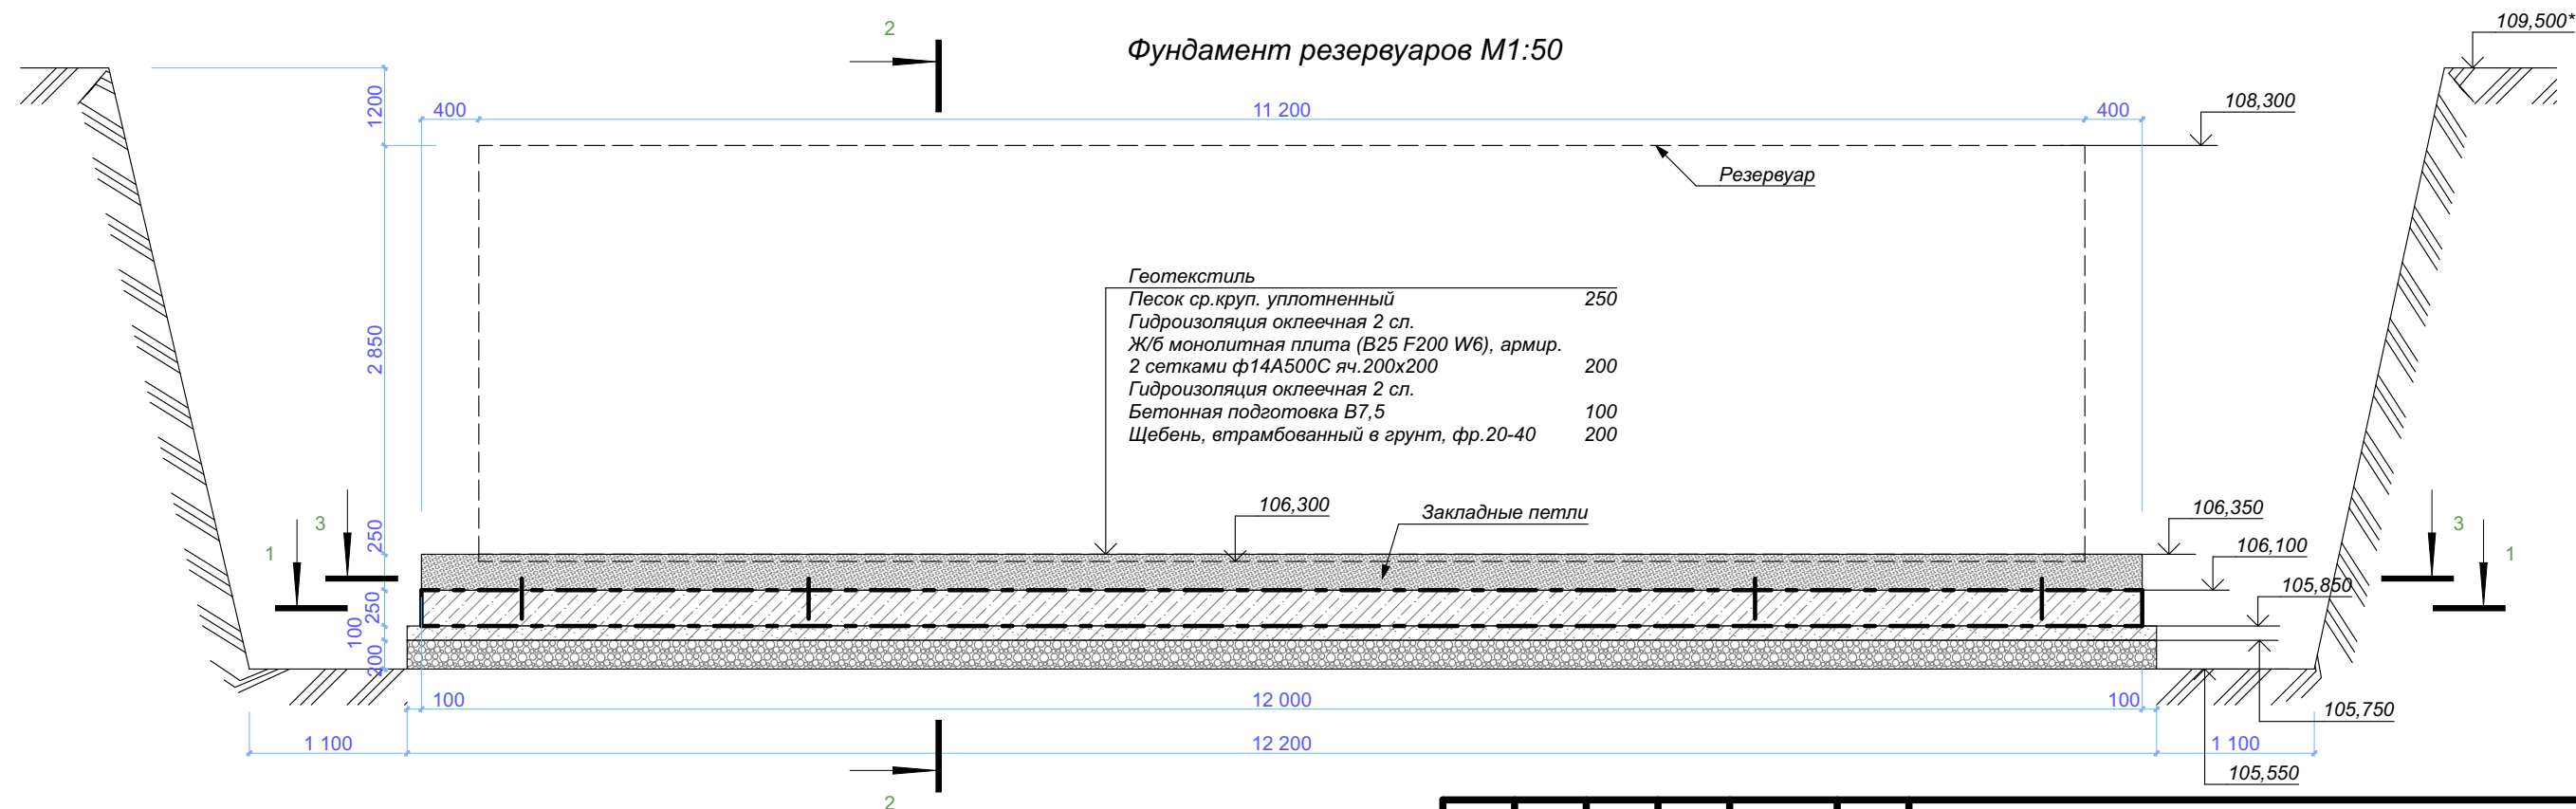 2
Фундамент резервуаров М1:50
109,500*
1200
400
11 200
400
108,300
Резервуар
2 850
Геотекстиль
Песок ср.круп. уплотненный 250
Гидроизоляция оклеечная 2 сл.
Ж/б монолитная плита (В25 F200 W6), армир.
2 сетками ф14А500С яч.200х200 200
Гидроизоляция оклеечная 2 сл.
Бетонная подготовка В7,5 100
Щебень, втрамбованный в грунт, фр.20-40 200
106,300
Закладные петли
106,350
3
1
250
3
1
106,100
105,850
250
100
200
100
12 000
100
105,750
1 100
12 200
1 100
105,550
2